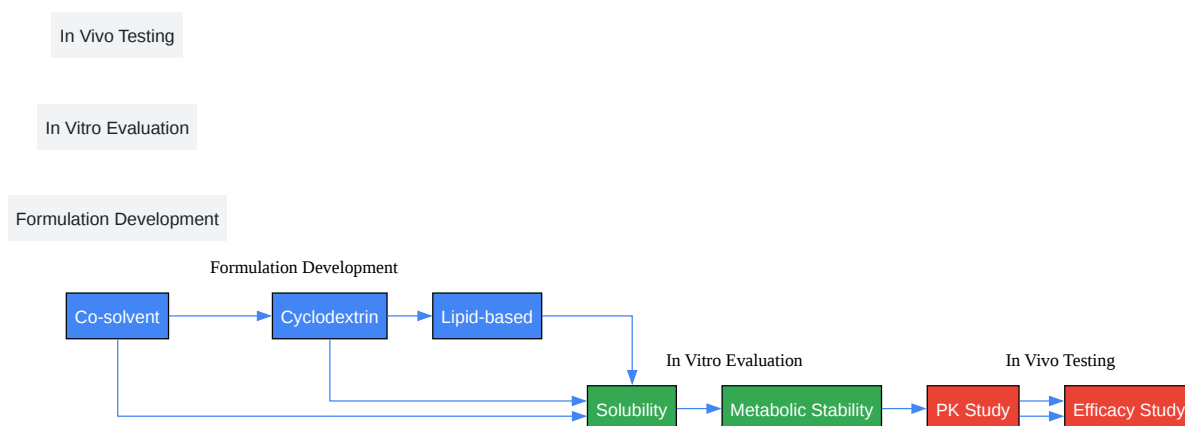 In Vivo Testing
In Vitro Evaluation
Formulation Development
Formulation Development
Co-solvent
Cyclodextrin
Lipid-based
In Vitro Evaluation
In Vivo Testing
Solubility
Metabolic Stability
PK Study
Efficacy Study